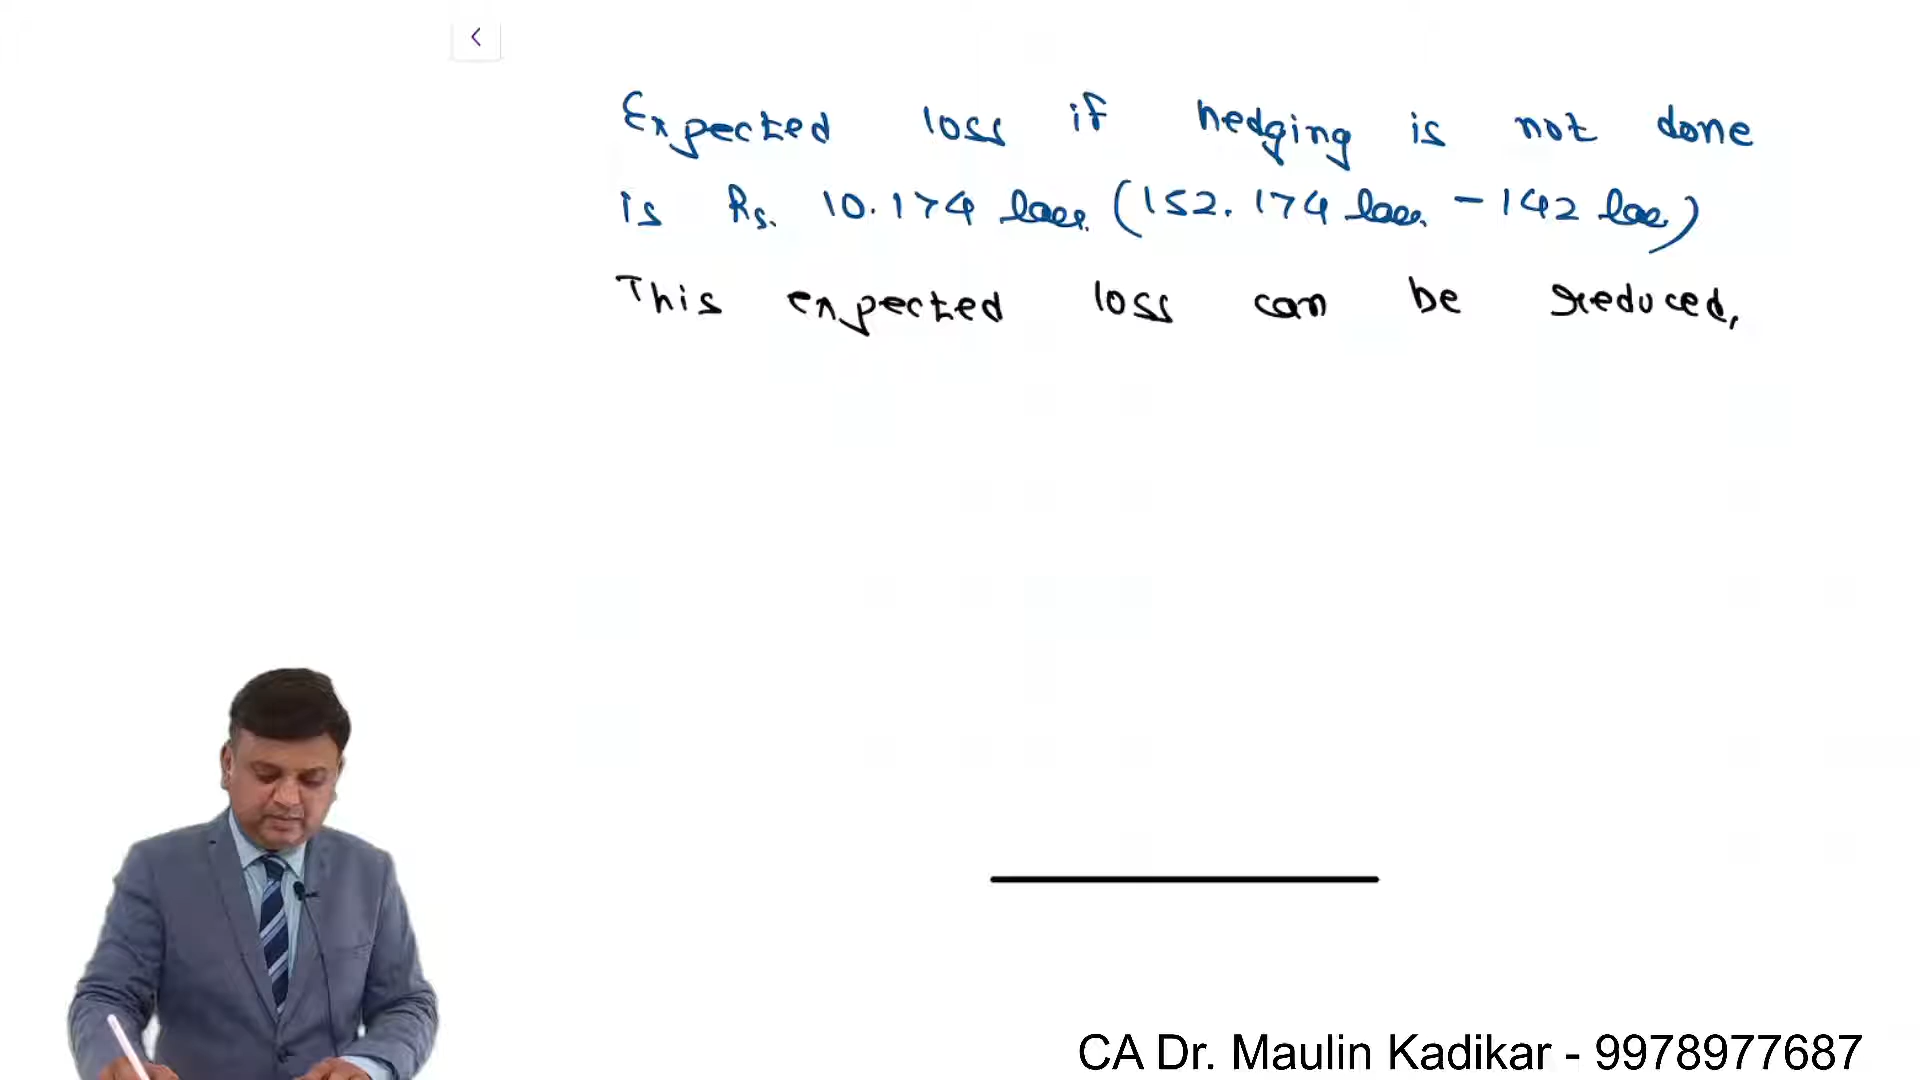 Expected loss if hedging is not done
is Rs. 10.174 lacs. (152.174 lacs. - 142 lac.)
This expected loss can be reduced,
CA Dr. Maulin Kadikar - 9978977687